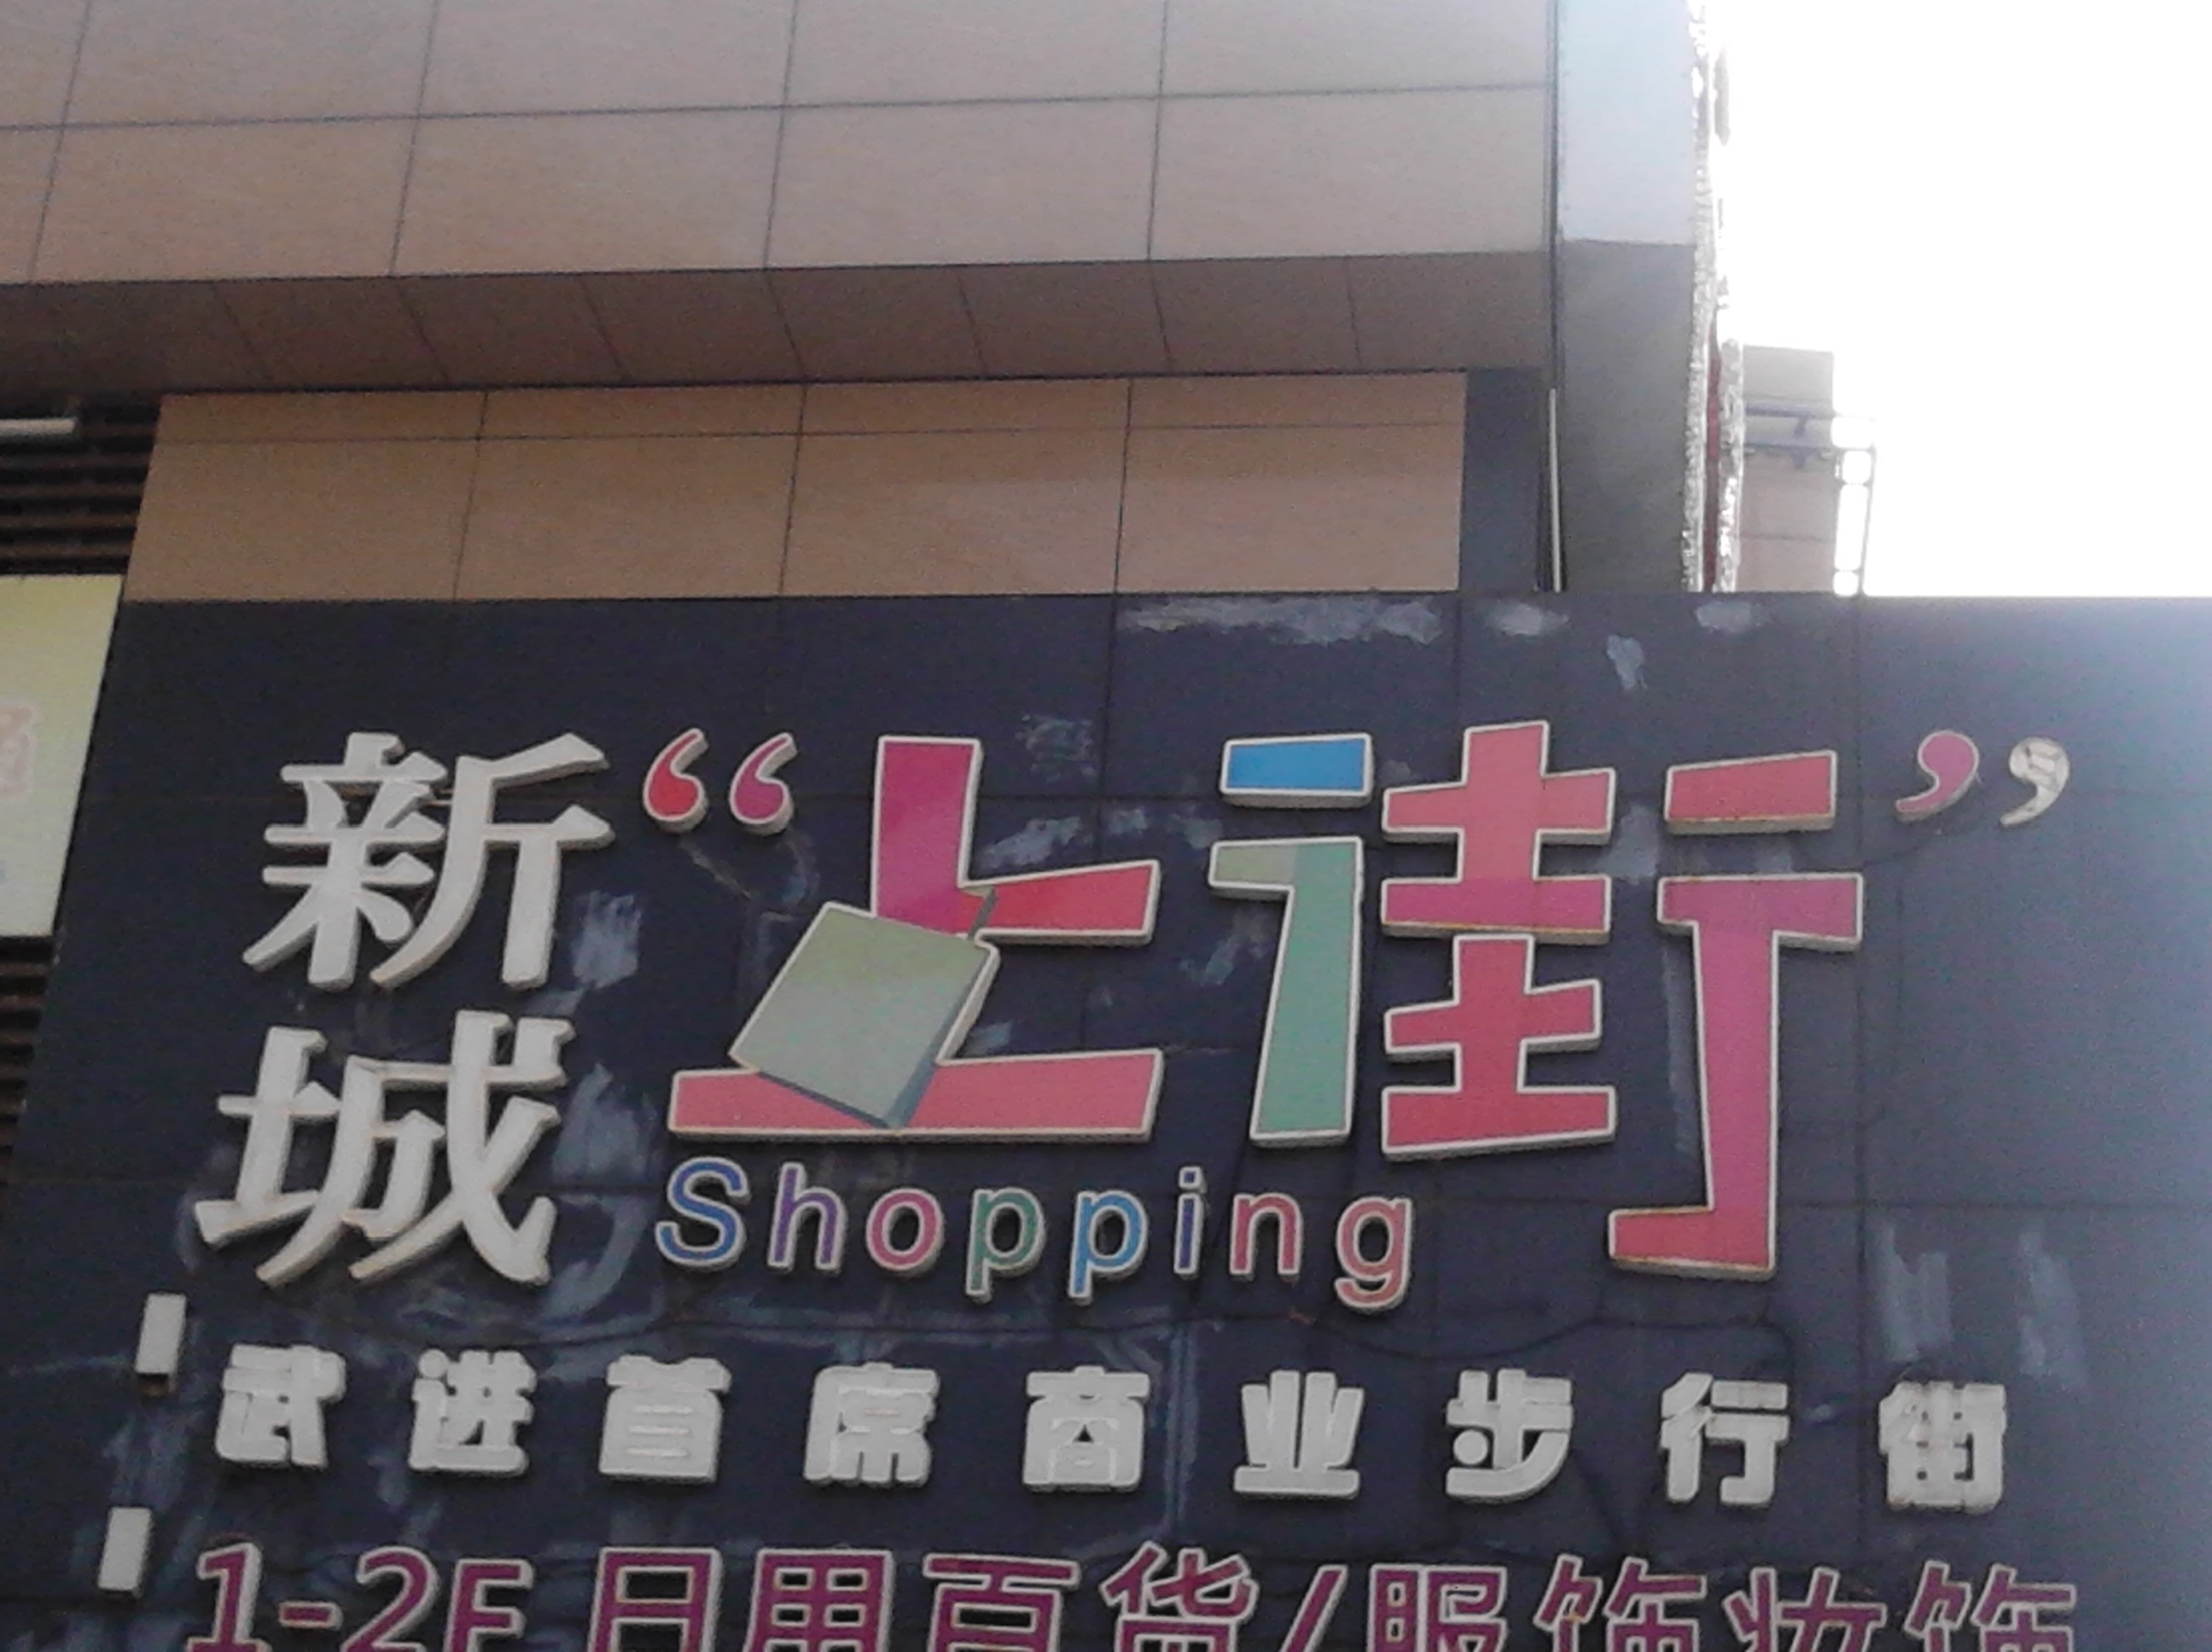 新城“上街”
Shopping
武进首席商业步行街
1-2F 日用百货/服饰妆饰